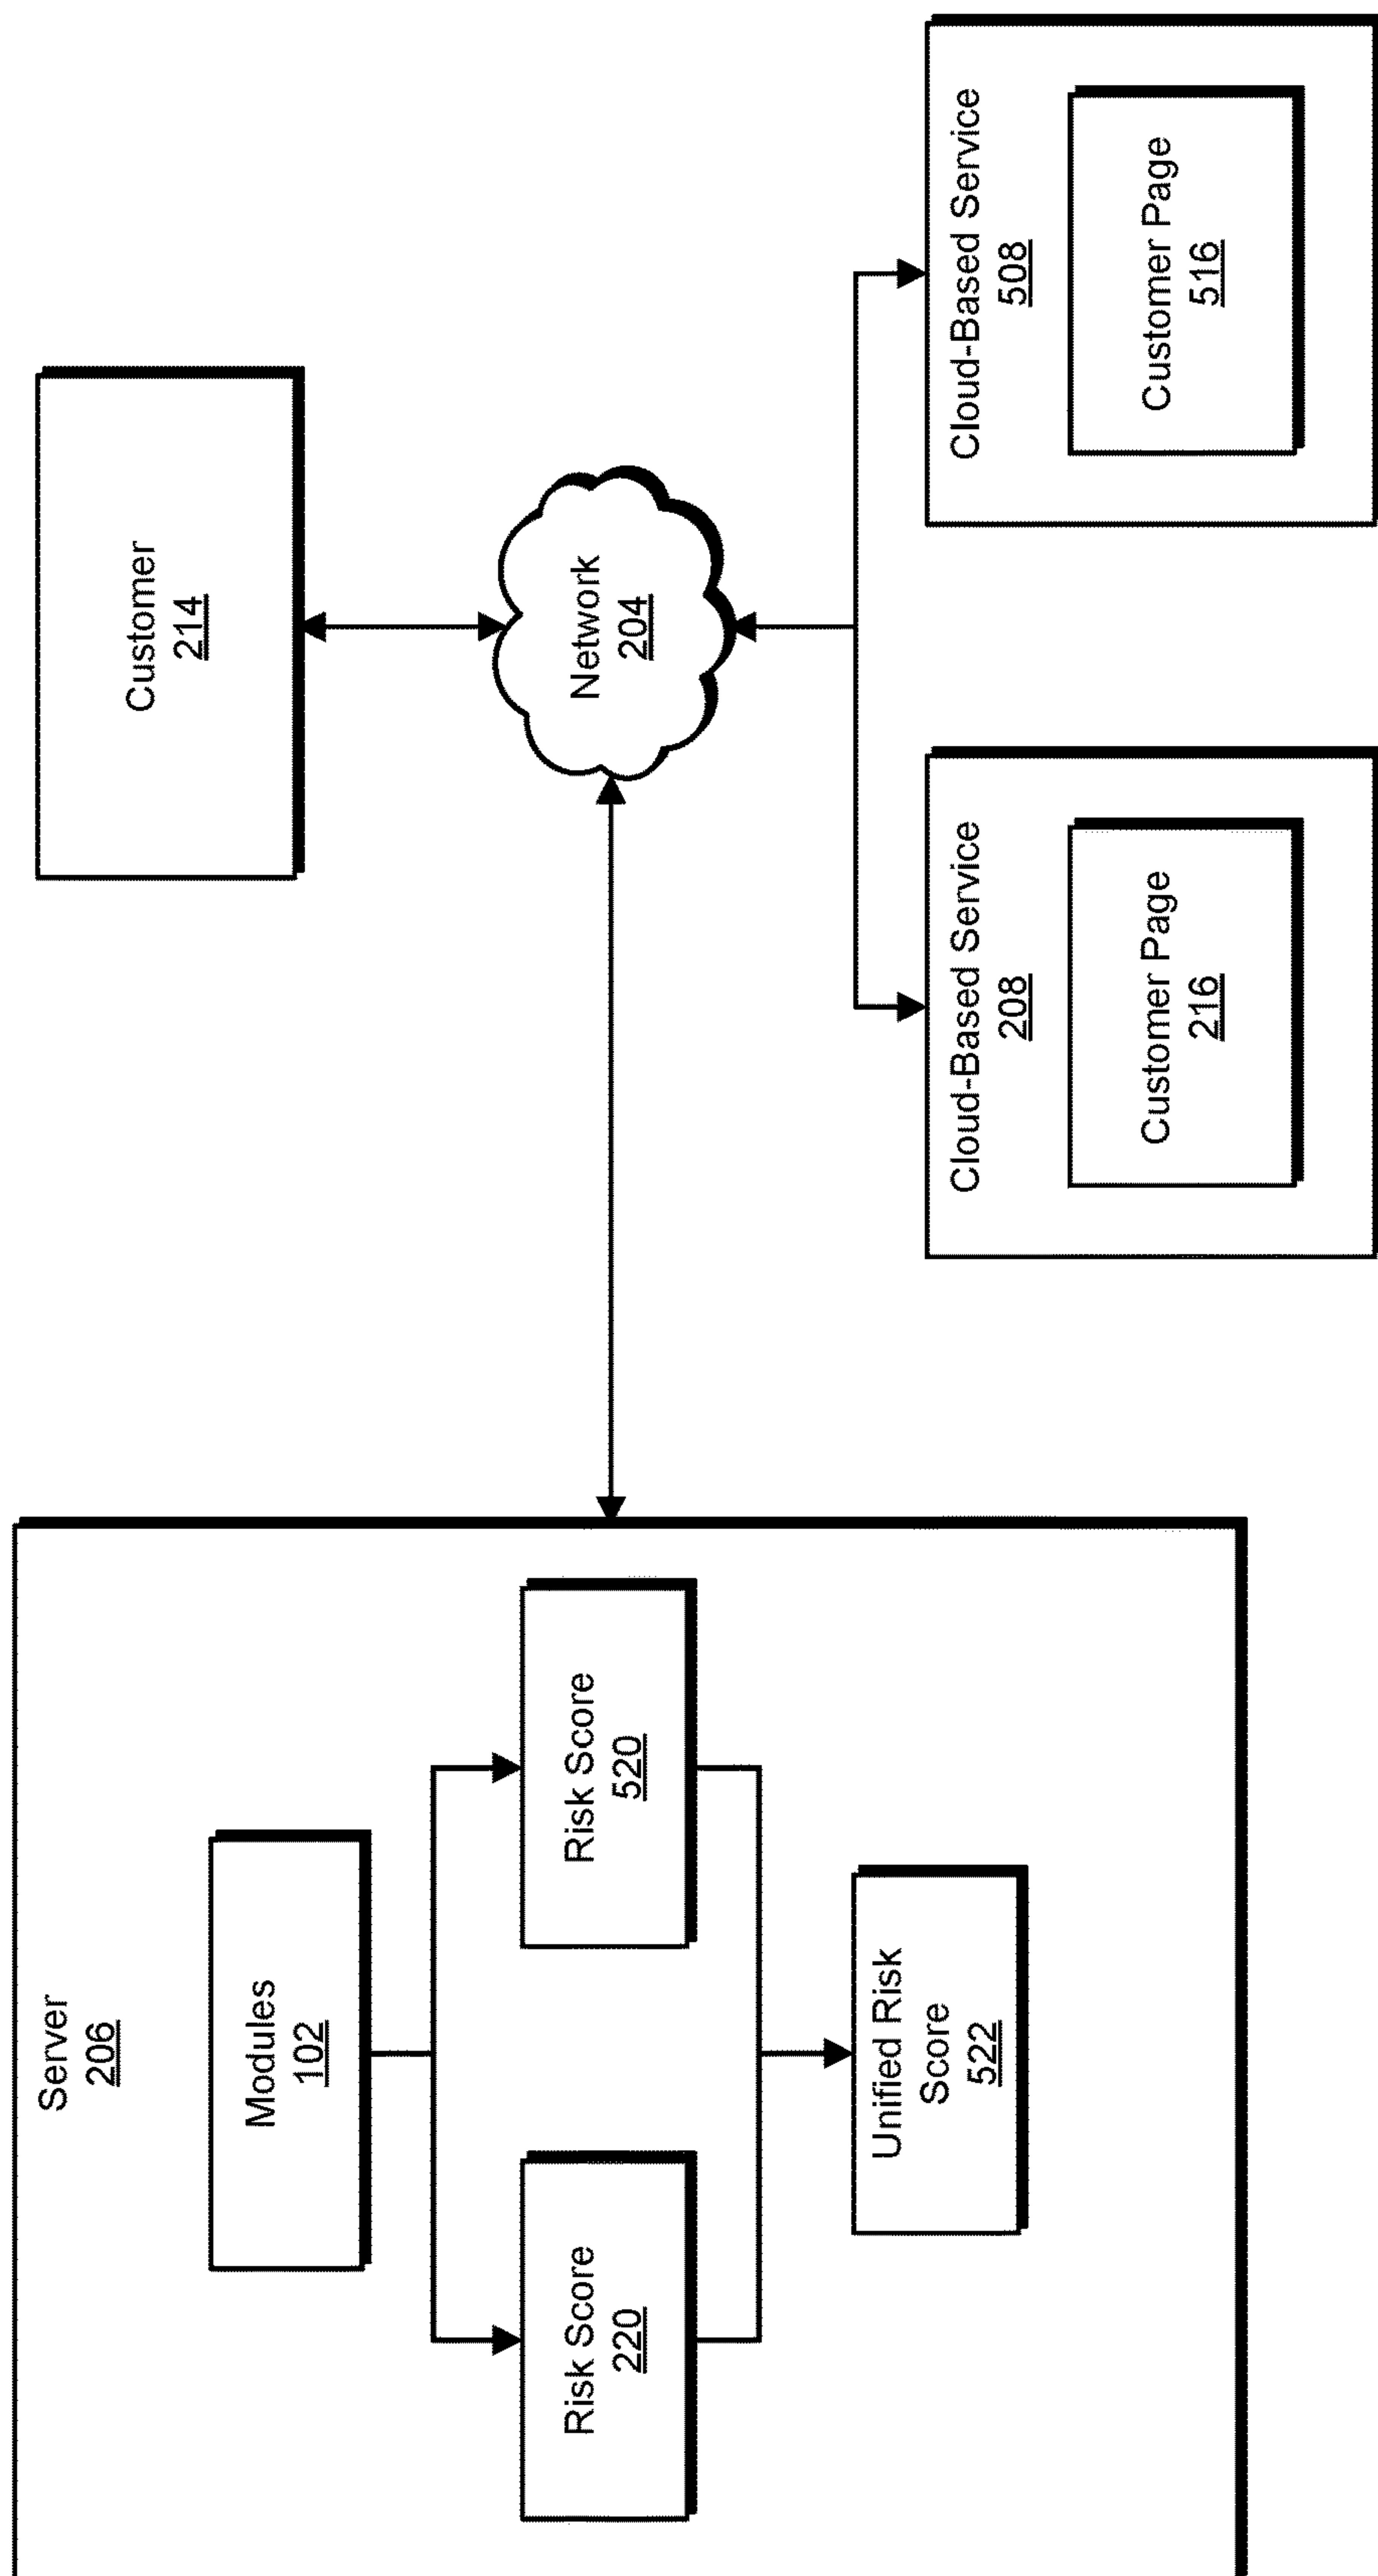 Server
206
Modules
102
Risk Score
220
Risk Score
520
Unified Risk
Score
522
Customer
214
Network
204
Cloud-Based Service
208
Customer Page
216
Cloud-Based Service
508
Customer Page
516